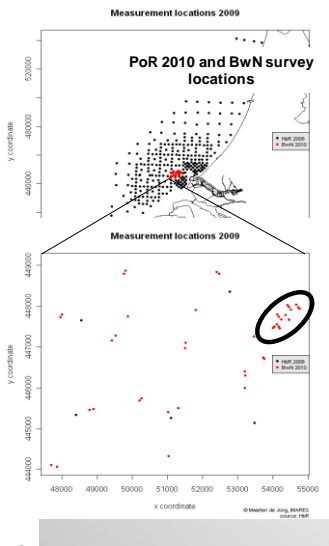 Measurement locations 2009
PoR 2010 and BwN survey
locations
y coordinate
520000
480000
440000
HbR 2008
BwN 2010
Measurement locations 2009
y coordinate
449000
448000
447000
446000
445000
444000
HbR 2008
BwN 2010
48000 49000 50000 51000 52000 53000 54000 55000
x coordinate
© Maarten de Jong, IMARES
source: HbR